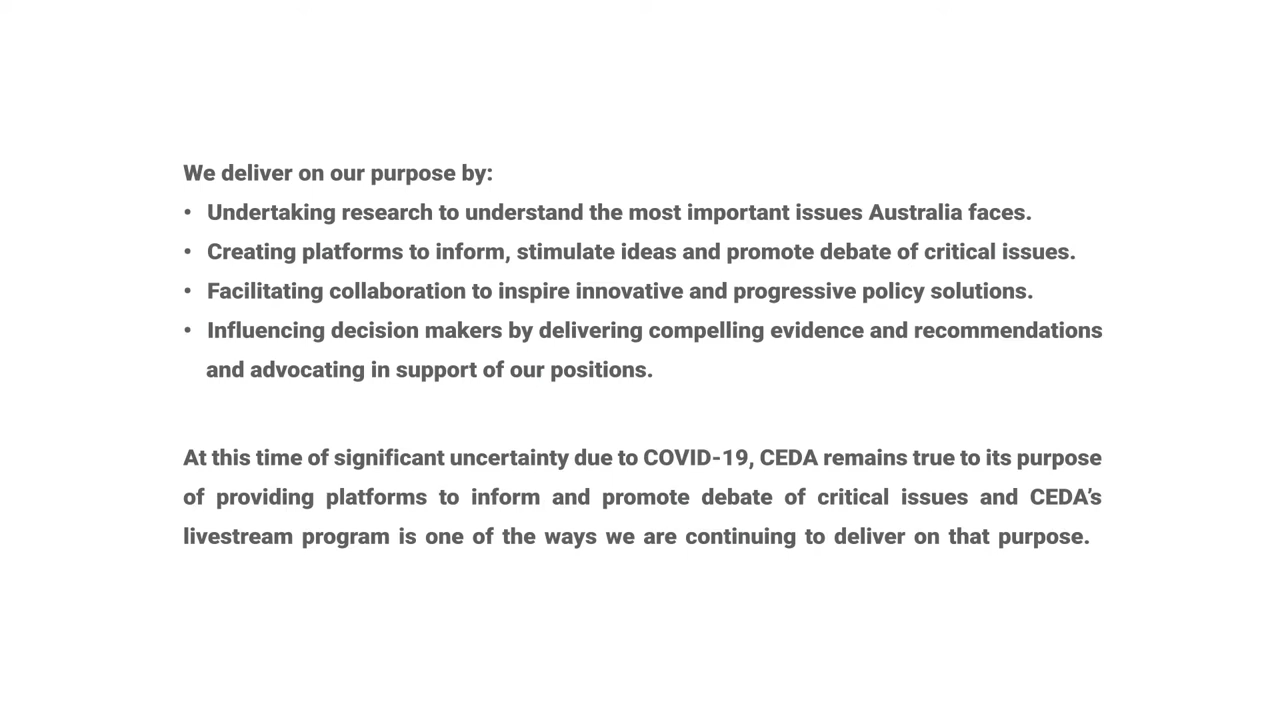 We deliver on our purpose by:
• Undertaking research to understand the most important issues Australia faces.
• Creating platforms to inform, stimulate ideas and promote debate of critical issues.
• Facilitating collaboration to inspire innovative and progressive policy solutions.
• Influencing decision makers by delivering compelling evidence and recommendations
and advocating in support of our positions.
At this time of significant uncertainty due to COVID-19, CEDA remains true to its purpose
of providing platforms to inform and promote debate of critical issues and CEDA’s
livestream program is one of the ways we are continuing to deliver on that purpose.